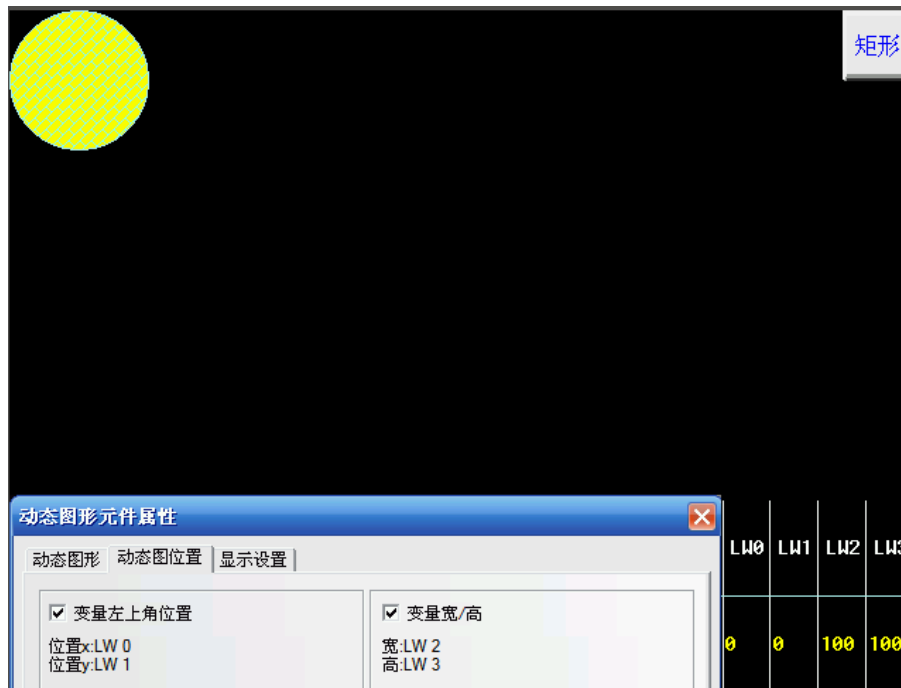 矩形
动态图形元件属性
动态图形 动态图位置 显示设置
变量左上角位置
位置x:LW 0
位置y:LW 1
变量宽/高
宽:LW 2
高:LW 3
LW0 LW1 LW2 LW3
0 0 100 100